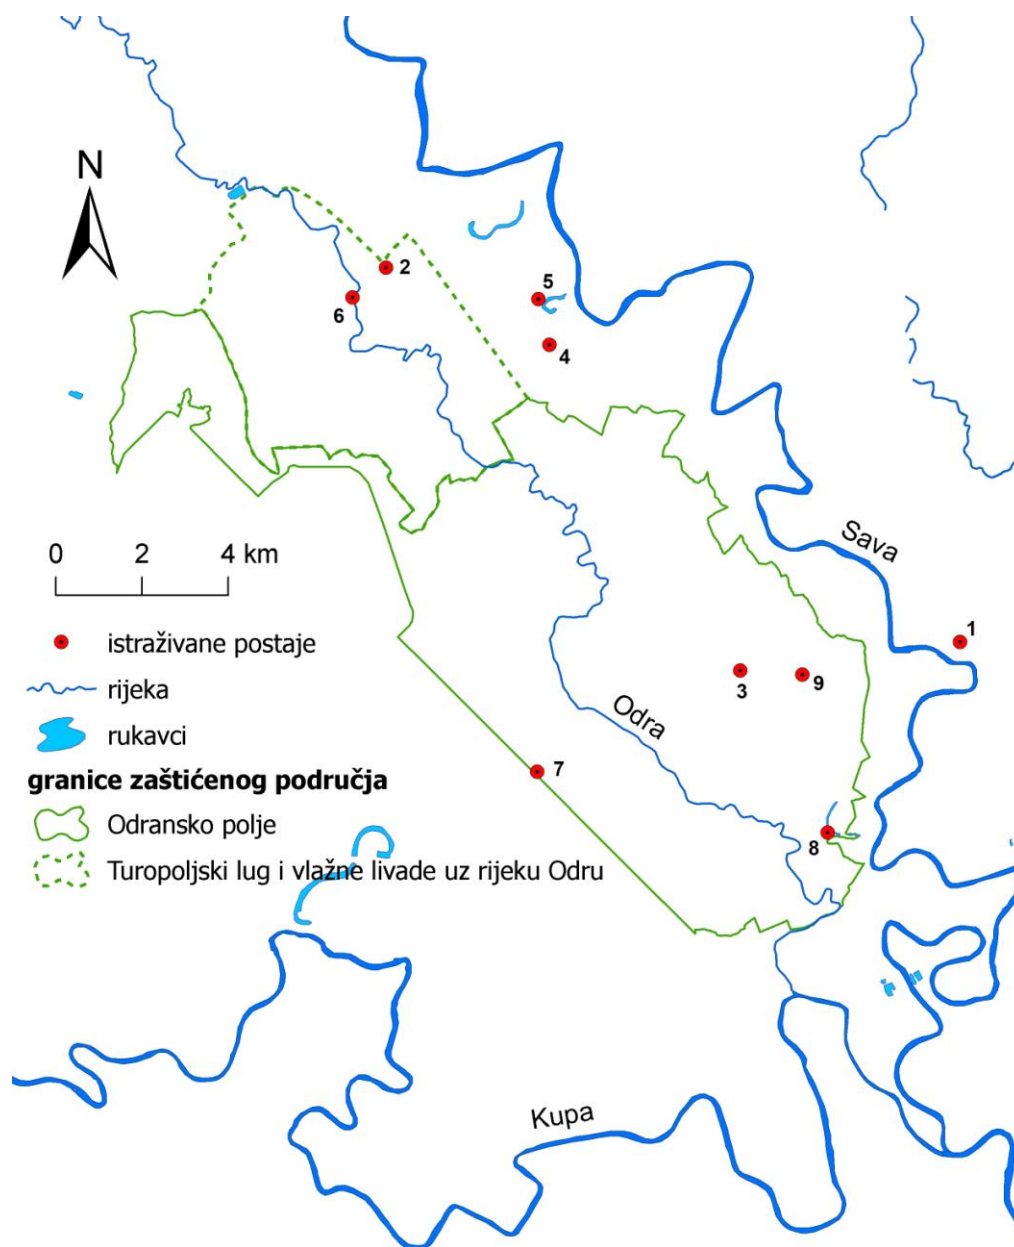 N
2
5
6
4
Sava
0 2 4 km
1
istraživane postaje
3
9
rijeka
Odra
rukavci
7
granice zaštićenog područja
Odransko polje
8
Turopoljski lug i vlažne livade uz rijeku Odru
Kupa